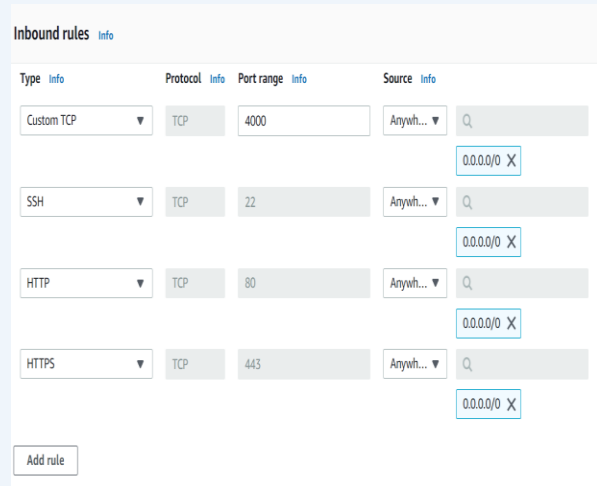 Inbound rules Info
Type Info Protocol Info Port range Info Source Info
Custom TCP TCP 4000 Anywh...
0.0.0.0/0
SSH TCP 22 Anywh...
0.0.0.0/0
HTTP TCP 80 Anywh...
0.0.0.0/0
HTTPS TCP 443 Anywh...
0.0.0.0/0
Add rule